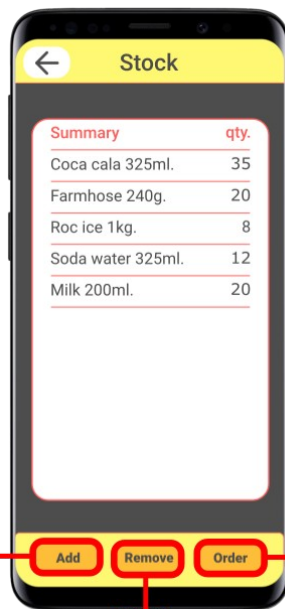 Stock
Summary qty.
Coca cala 325ml. 35
Farmhose 240g. 20
Roc ice 1kg. 8
Soda water 325ml. 12
Milk 200ml. 20
Add Remove Order